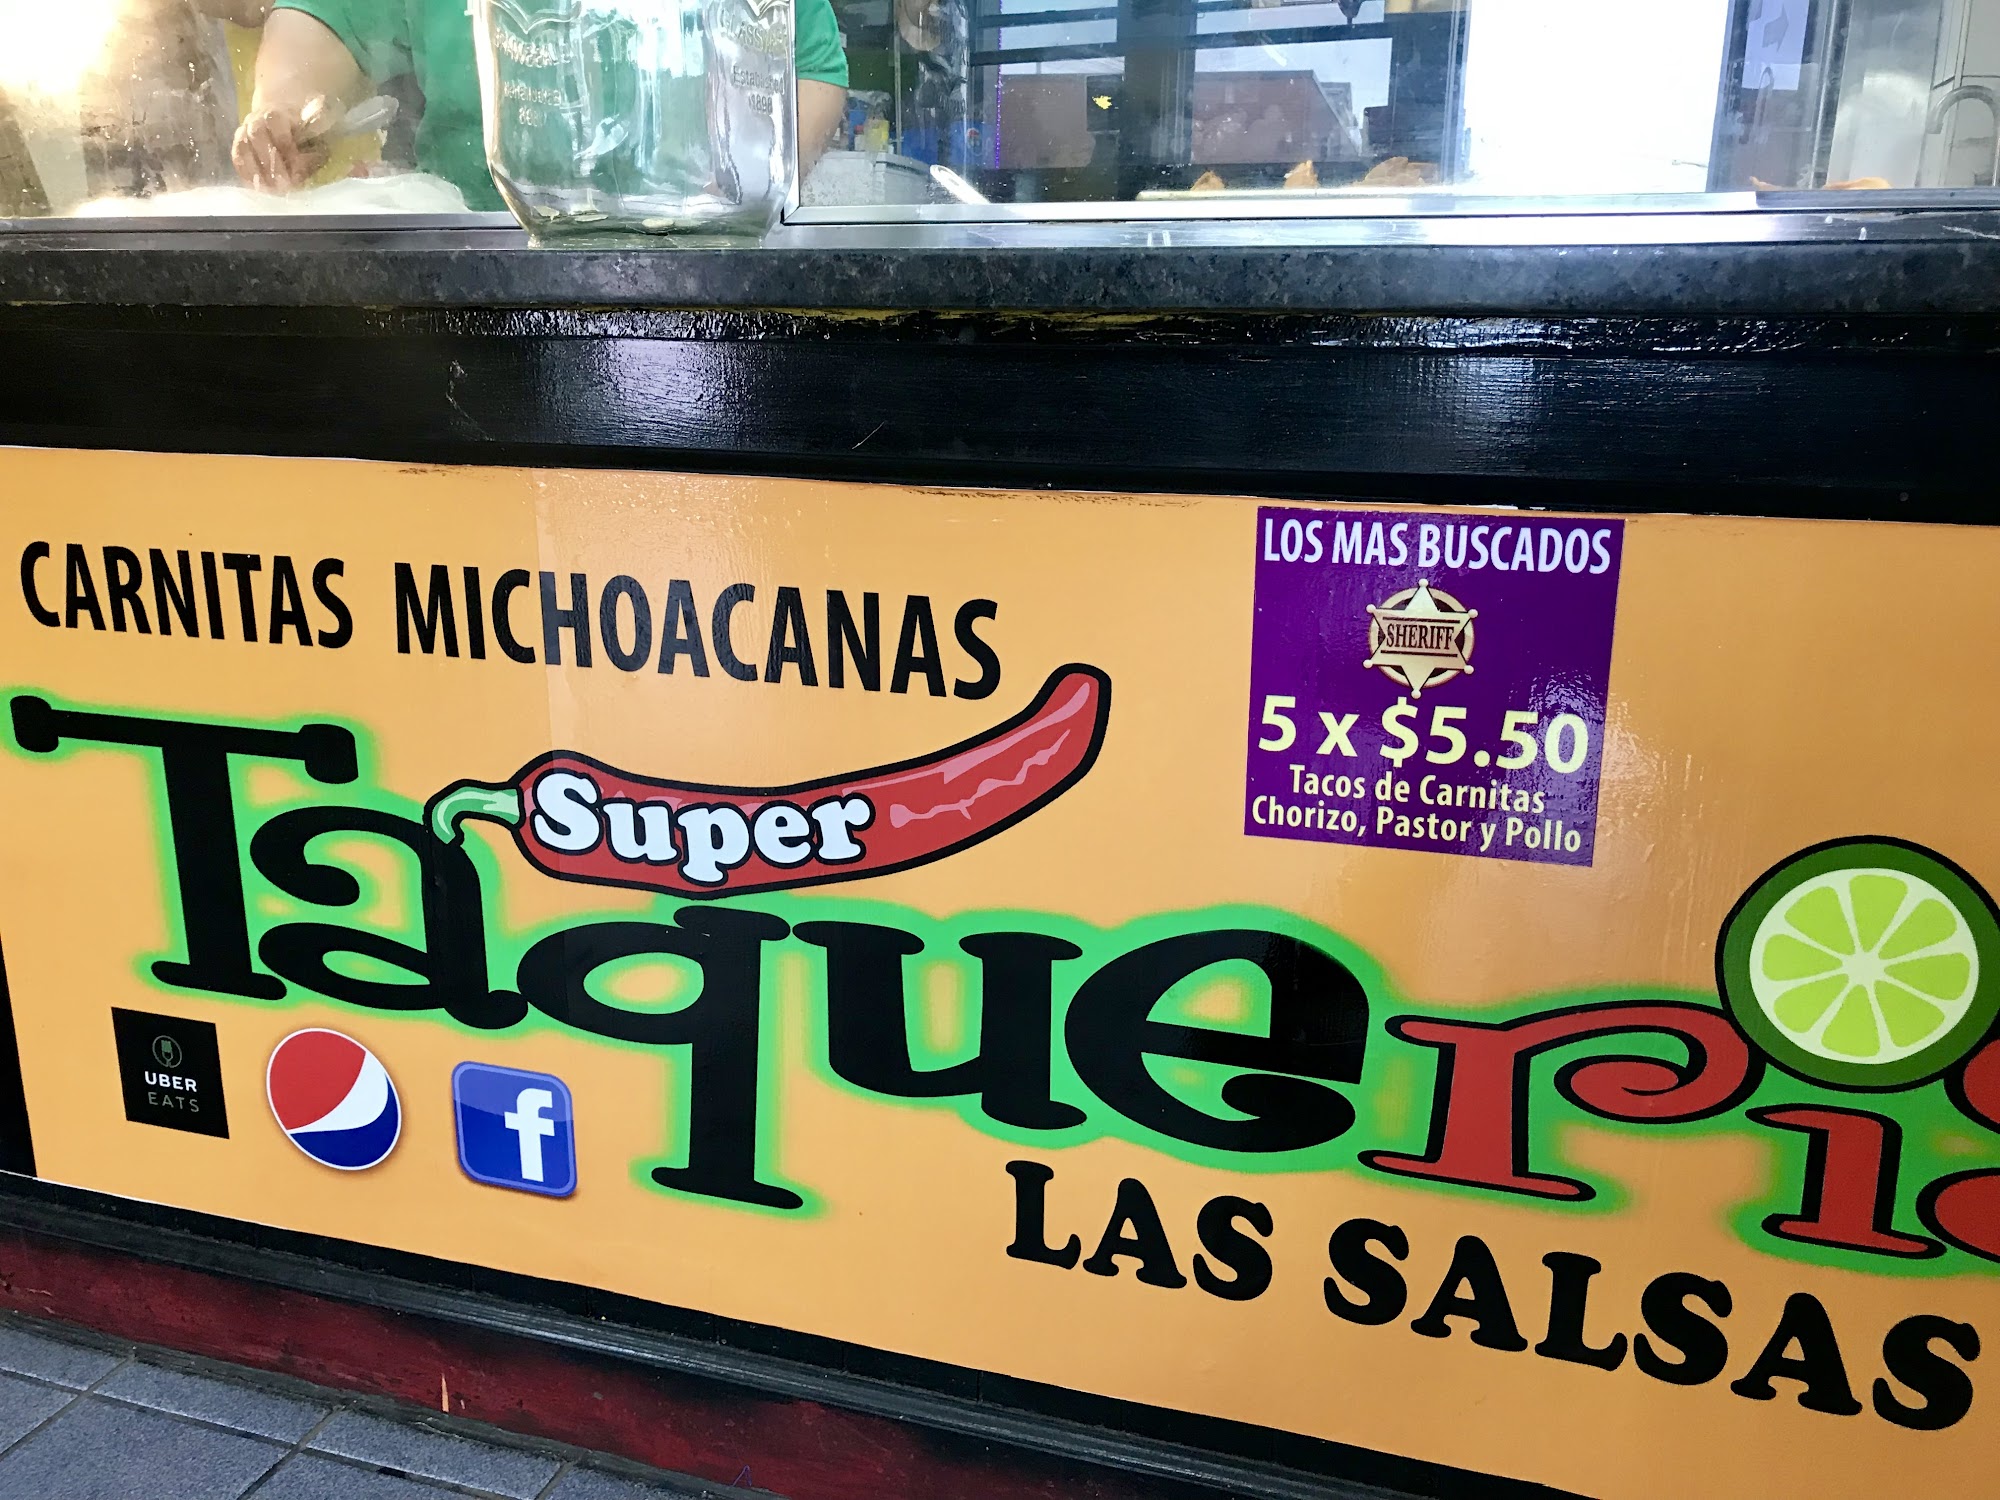 CARNITAS MICHOACANAS
Super
Taqueria
LAS SALSAS
LOS MAS BUSCADOS
SHERIFF
5 x $5.50
Tacos de Carnitas
Chorizo, Pastor y Pollo
UBER
EATS
f